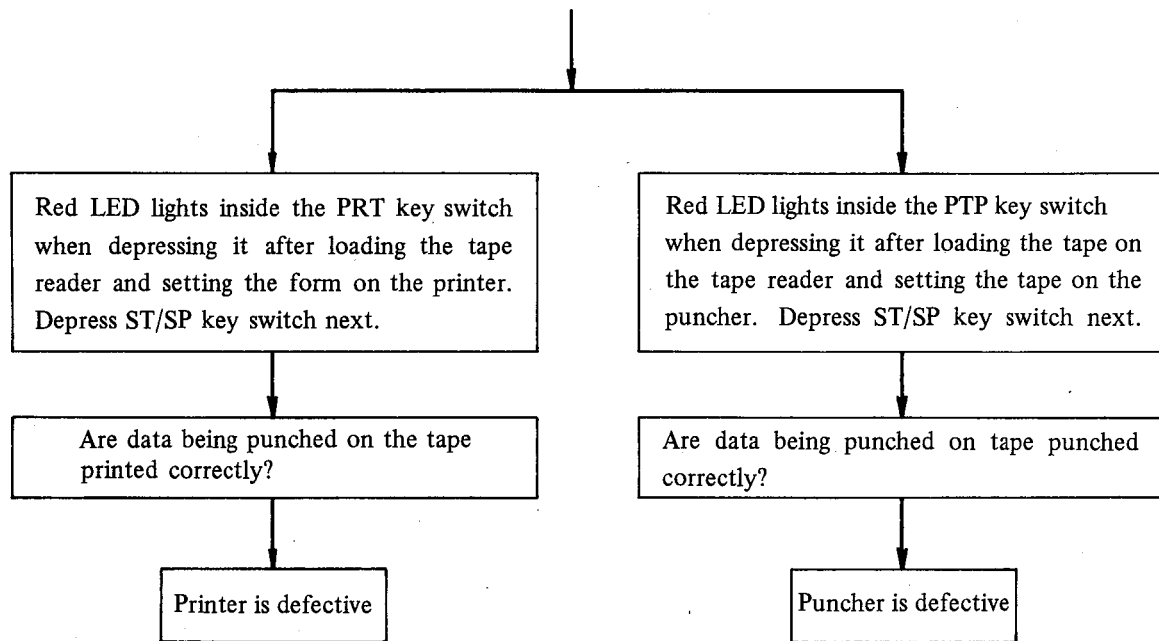 Red LED lights inside the PRT key switch
when depressing it after loading the tape
reader and setting the form on the printer.
Depress ST/SP key switch next.
Red LED lights inside the PTP key switch
when depressing it after loading the tape on
the tape reader and setting the tape on the
puncher. Depress ST/SP key switch next.
Are data being punched on the tape
printed correctly?
Are data being punched on tape punched
correctly?
Printer is defective
Puncher is defective